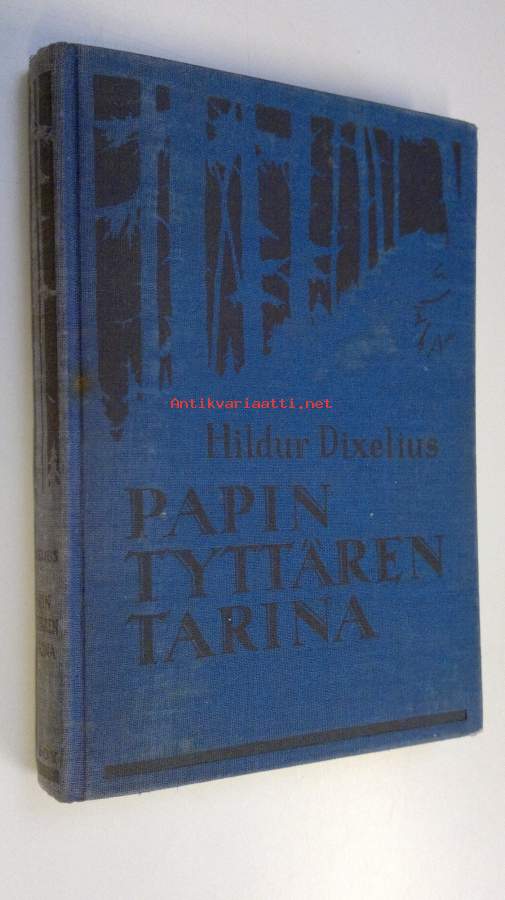 Antikvariaatti.net
Hildur Dixelius
PAPIN
TYTTÄREN
TARINA